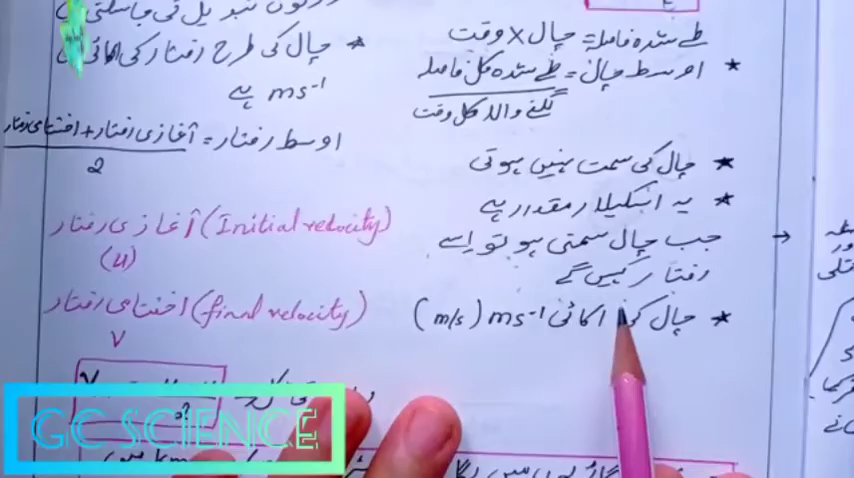 طے شدہ فاصلہ = چال × وقت
★ اوسط چال = طے شدہ کل فاصلہ
لگنے والا کل وقت
★ چال کی سمت نہیں ہوتی
★ یہ اسکیلار مقدار ہے
جب چال سمتی ہو تو اسے
رفتار کہیں گے
★ چال کی اکائی ms⁻¹ (m/s)
★ چال کی طرح رفتار کی اکائی
ms⁻¹ ہے
اوسط رفتار = آغازی رفتار + اختتامی رفتار
2
آغازی رفتار (Initial velocity)
(u)
اختتامی رفتار (final velocity)
v
GC SCIENCE